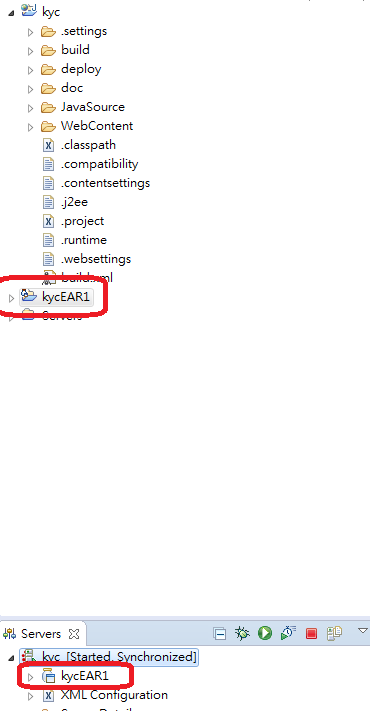 kyc
.settings
build
deploy
doc
JavaSource
WebContent
.classpath
.compatibility
.contentsettings
.j2ee
.project
.runtime
.websettings
build.xml
kycEAR1
Servers
Servers
kyc [Started, Synchronized]
kycEAR1
XML Configuration